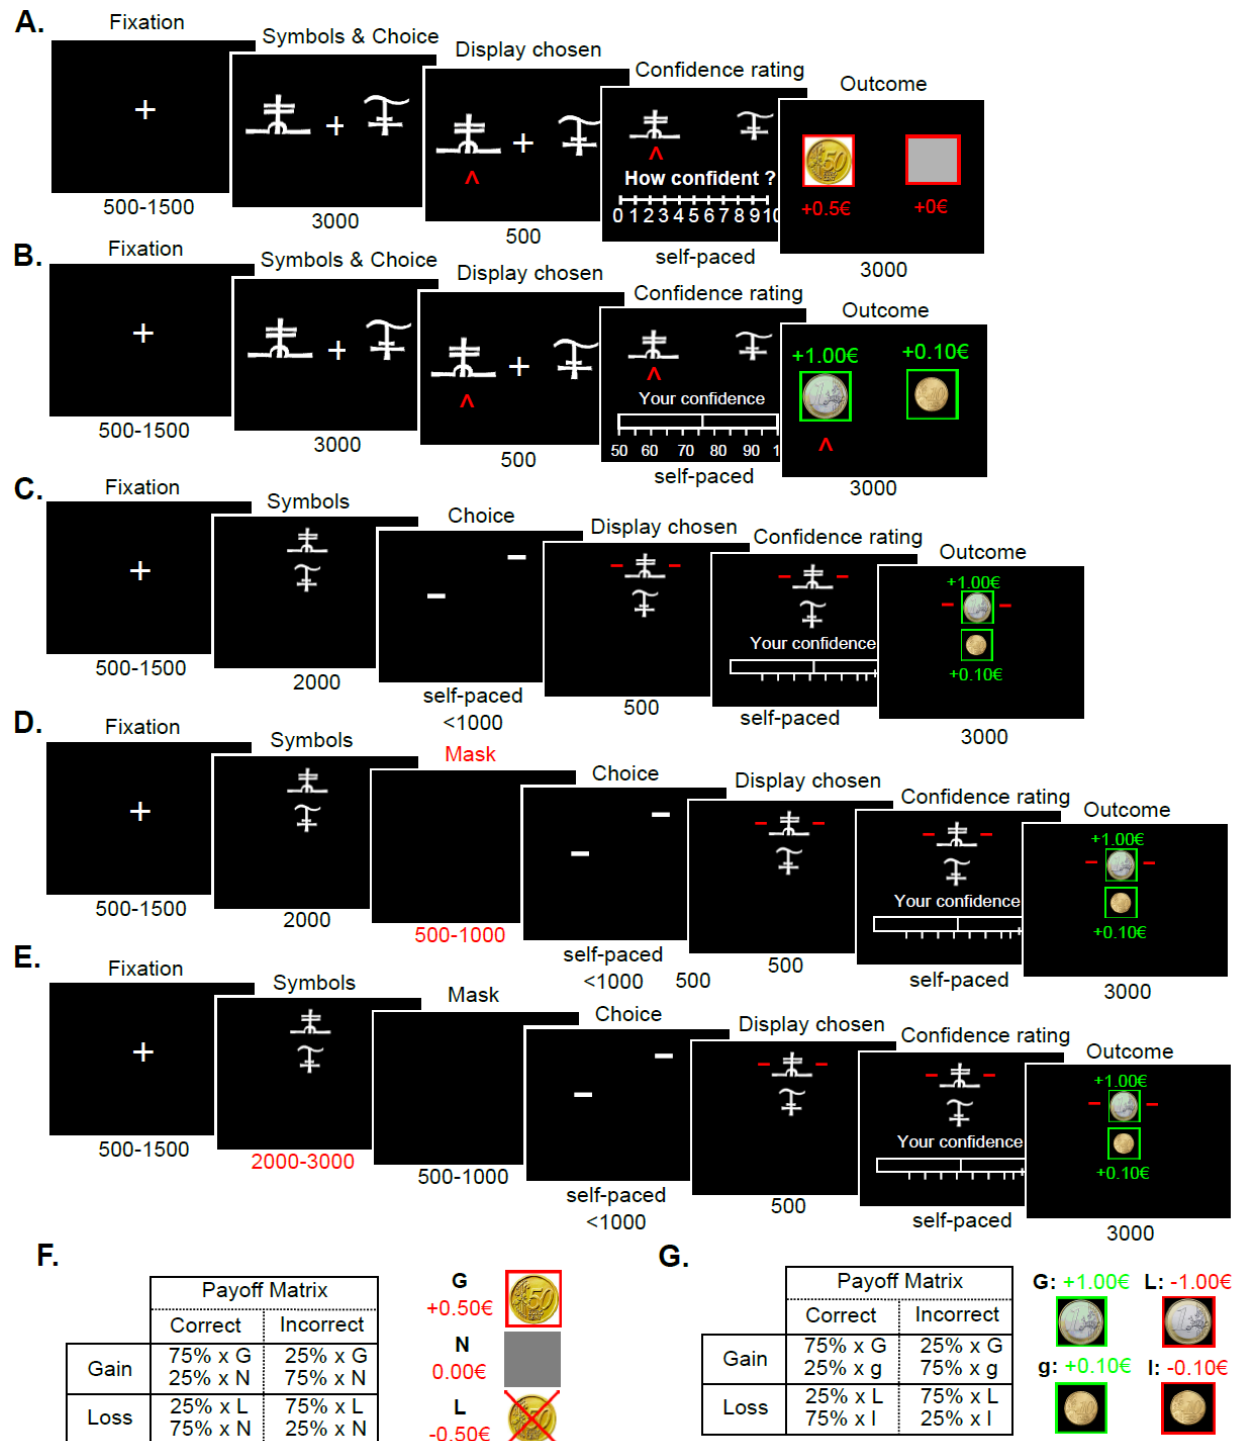 A.
Fixation
Symbols & Choice
Display chosen
Confidence rating
Outcome
+
+
+
^
^
How confident ?
0 1 2 3 4 5 6 7 8 9 10
+0.5€
+0€
500-1500
3000
500
self-paced
3000
B.
Fixation
Symbols & Choice
Display chosen
Confidence rating
Outcome
+
+
+
^
^
Your confidence
50 60 70 80 90 1
+1.00€
+0.10€
^
500-1500
3000
500
self-paced
3000
C.
Fixation
Symbols
Choice
Display chosen
Confidence rating
Outcome
+
Your confidence
+1.00€
+0.10€
500-1500
2000
self-paced
<1000
500
self-paced
3000
D.
Fixation
Symbols
Mask
Choice
Display chosen
Confidence rating
Outcome
+
Your confidence
+1.00€
+0.10€
500-1500
2000
500-1000
self-paced
<1000
500
500
self-paced
3000
E.
Fixation
Symbols
Mask
Choice
Display chosen
Confidence rating
Outcome
+
Your confidence
+1.00€
+0.10€
500-1500
2000-3000
500-1000
self-paced
<1000
500
self-paced
3000
F.
Payoff Matrix
Correct Incorrect
Gain
75% x G 25% x G
25% x N 75% x N
Loss
25% x L 75% x L
75% x N 25% x N
G
+0.50€
N
0.00€
L
-0.50€
G.
Payoff Matrix
Correct Incorrect
Gain
75% x G 25% x G
25% x g 75% x g
Loss
25% x L 75% x L
75% x l 25% x l
G: +1.00€ L: -1.00€
g: +0.10€ l: -0.10€